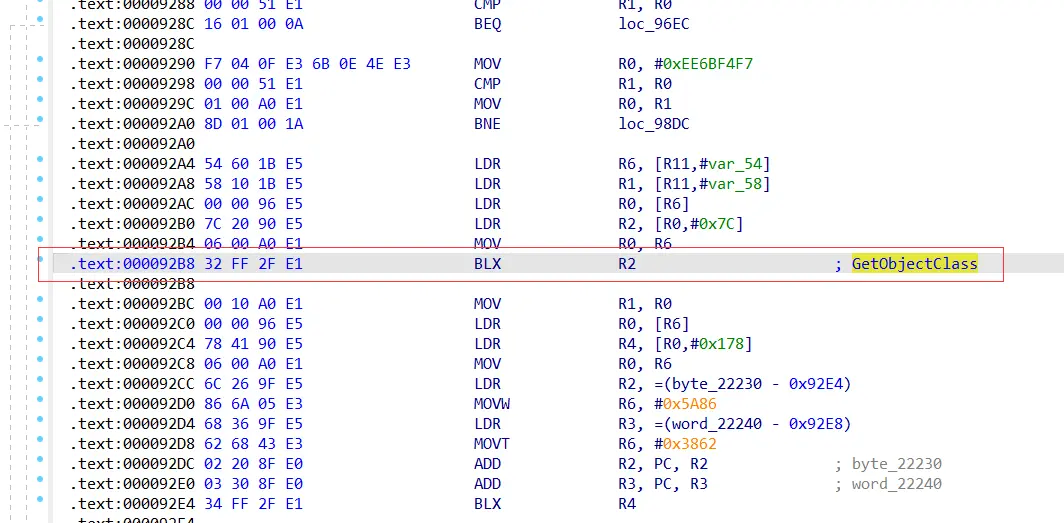 .text:00009288 00 00 51 E1 CMP R1, R0
.text:0000928C 16 01 00 0A BEQ loc_96EC
.text:0000928C
.text:00009290 F7 04 0F E3 6B 0E 4E E3 MOV R0, #0xEE6BF4F7
.text:00009298 00 00 51 E1 CMP R1, R0
.text:0000929C 01 00 A0 E1 MOV R0, R1
.text:000092A0 8D 01 00 1A BNE loc_98DC
.text:000092A0
.text:000092A4 54 60 1B E5 LDR R6, [R11,#var_54]
.text:000092A8 58 10 1B E5 LDR R1, [R11,#var_58]
.text:000092AC 00 00 96 E5 LDR R0, [R6]
.text:000092B0 7C 20 90 E5 LDR R2, [R0,#0x7C]
.text:000092B4 06 00 A0 E1 MOV R0, R6
.text:000092B8 32 FF 2F E1 BLX R2 ; GetObjectClass
.text:000092B8
.text:000092BC 00 10 A0 E1 MOV R1, R0
.text:000092C0 00 00 96 E5 LDR R0, [R6]
.text:000092C4 78 41 90 E5 LDR R4, [R0,#0x178]
.text:000092C8 06 00 A0 E1 MOV R0, R6
.text:000092CC 6C 26 9F E5 LDR R2, =(byte_22230 - 0x92E4)
.text:000092D0 86 6A 05 E3 MOVW R6, #0x5A86
.text:000092D4 68 36 9F E5 LDR R3, =(word_22240 - 0x92E8)
.text:000092D8 62 68 43 E3 MOVT R6, #0x3862
.text:000092DC 02 20 8F E0 ADD R2, PC, R2 ; byte_22230
.text:000092E0 03 30 8F E0 ADD R3, PC, R3 ; word_22240
.text:000092E4 34 FF 2F E1 BLX R4
.text:000092E4